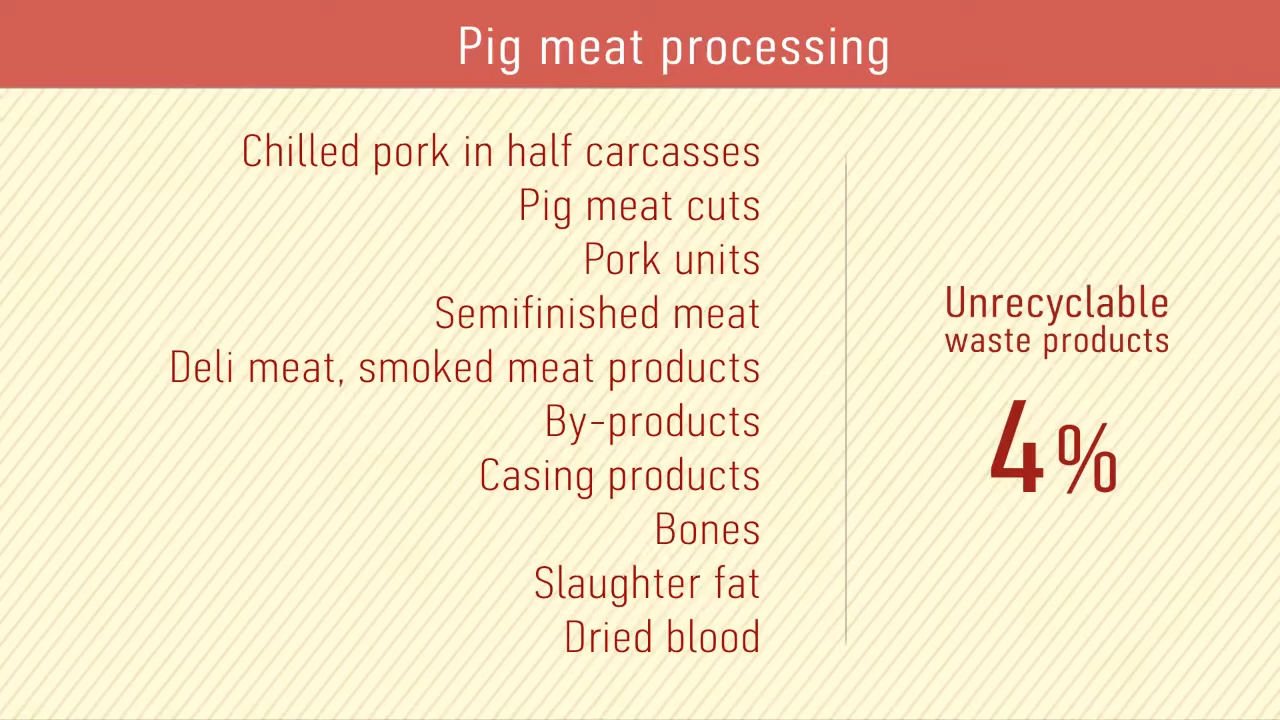 Pig meat processing
Chilled pork in half carcasses
Pig meat cuts
Pork units
Semifinished meat
Deli meat, smoked meat products
By-products
Casing products
Bones
Slaughter fat
Dried blood
Unrecyclable
waste products
4%